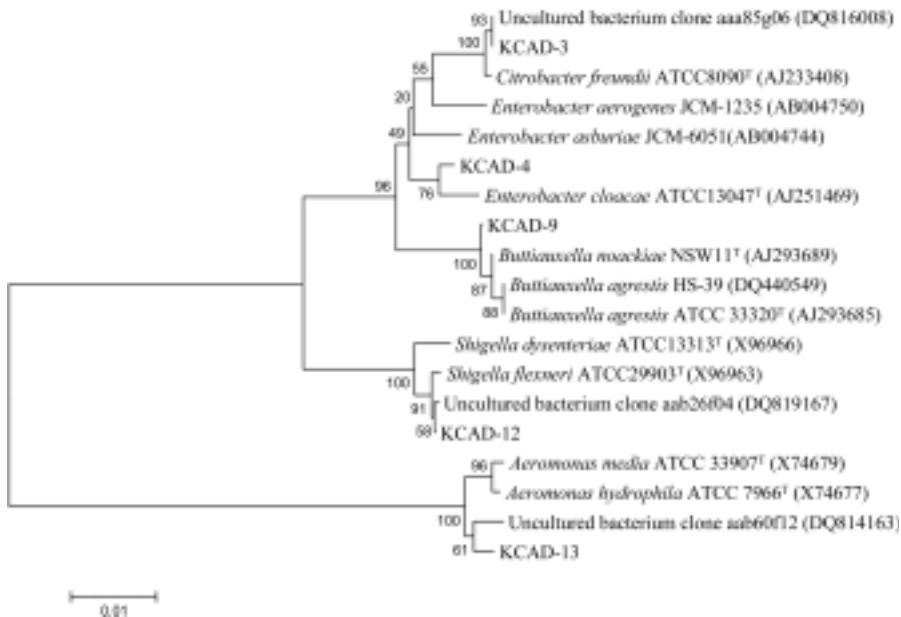 93
Uncultured bacterium clone aaa85g06 (DQ816008)
100
KCAD-3
Citrobacter freundii ATCC8090ᵀ (AJ233408)
55
Enterobacter aerogenes JCM-1235 (AB004750)
20
Enterobacter asburiae JCM-6051(AB004744)
49
KCAD-4
96
76
Enterobacter cloacae ATCC13047ᵀ (AJ251469)
KCAD-9
Buttiauxella noackiae NSW11ᵀ (AJ293689)
100
87
Buttiauxella agrestis HS-39 (DQ440549)
88
Buttiauxella agrestis ATCC 33320ᵀ (AJ293685)
Shigella dysenteriae ATCC13313ᵀ (X96966)
100
Shigella flexneri ATCC29903ᵀ (X96963)
91
Uncultured bacterium clone aab26f04 (DQ819167)
58
KCAD-12
96
Aeromonas media ATCC 33907ᵀ (X74679)
Aeromonas hydrophila ATCC 7966ᵀ (X74677)
100
Uncultured bacterium clone aab60f12 (DQ814163)
61
KCAD-13
0.01